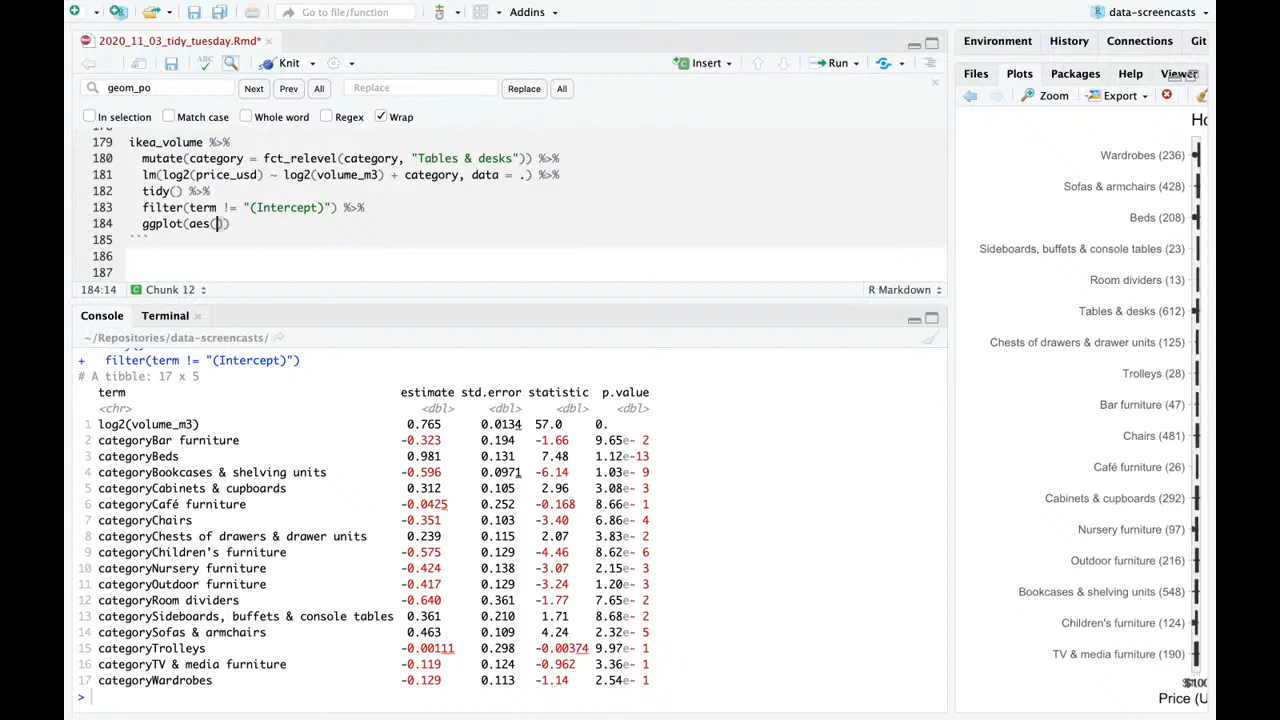 Go to file/function
Addins
data-screencasts
2020_11_03_tidy_tuesday.Rmd*
Environment
History
Connections
Git
ABC
Knit
Insert
Run
Files
Plots
Packages
Help
Viewer
geom_po
Next
Prev
All
Replace
Replace
All
Zoom
Export
In selection
Match case
Whole word
Regex
Wrap
179 ikea_volume %>%
180 mutate(category = fct_relevel(category, "Tables & desks")) %>%
181 lm(log2(price_usd) ~ log2(volume_m3) + category, data = .) %>%
182 tidy() %>%
183 filter(term != "(Intercept)") %>%
184 ggplot(aes())
185 ```
186
187
184:14
Chunk 12
R Markdown
Console
Terminal
~/Repositories/data-screencasts/
+ filter(term != "(Intercept)")
# A tibble: 17 x 5
term estimate std.error statistic p.value
<chr> <dbl> <dbl> <dbl> <dbl>
1 log2(volume_m3) 0.765 0.0134 57.0 0.
2 categoryBar furniture -0.323 0.194 -1.66 9.65e- 2
3 categoryBeds 0.981 0.131 7.48 1.12e-13
4 categoryBookcases & shelving units -0.596 0.0971 -6.14 1.03e- 9
5 categoryCabinets & cupboards 0.312 0.105 2.96 3.08e- 3
6 categoryCafé furniture -0.0425 0.252 -0.168 8.66e- 1
7 categoryChairs -0.351 0.103 -3.40 6.86e- 4
8 categoryChests of drawers & drawer units 0.239 0.115 2.07 3.83e- 2
9 categoryChildren's furniture -0.575 0.129 -4.46 8.62e- 6
10 categoryNursery furniture -0.424 0.138 -3.07 2.15e- 3
11 categoryOutdoor furniture -0.417 0.129 -3.24 1.20e- 3
12 categoryRoom dividers -0.640 0.361 -1.77 7.65e- 2
13 categorySideboards, buffets & console tables 0.361 0.210 1.71 8.68e- 2
14 categorySofas & armchairs 0.463 0.109 4.24 2.32e- 5
15 categoryTrolleys -0.00111 0.298 -0.00374 9.97e- 1
16 categoryTV & media furniture -0.119 0.124 -0.962 3.36e- 1
17 categoryWardrobes -0.129 0.113 -1.14 2.54e- 1
>
Ho
Wardrobes (236)
Sofas & armchairs (428)
Beds (208)
Sideboards, buffets & console tables (23)
Room dividers (13)
Tables & desks (612)
Chests of drawers & drawer units (125)
Trolleys (28)
Bar furniture (47)
Chairs (481)
Café furniture (26)
Cabinets & cupboards (292)
Nursery furniture (97)
Outdoor furniture (216)
Bookcases & shelving units (548)
Children's furniture (124)
TV & media furniture (190)
Price (U